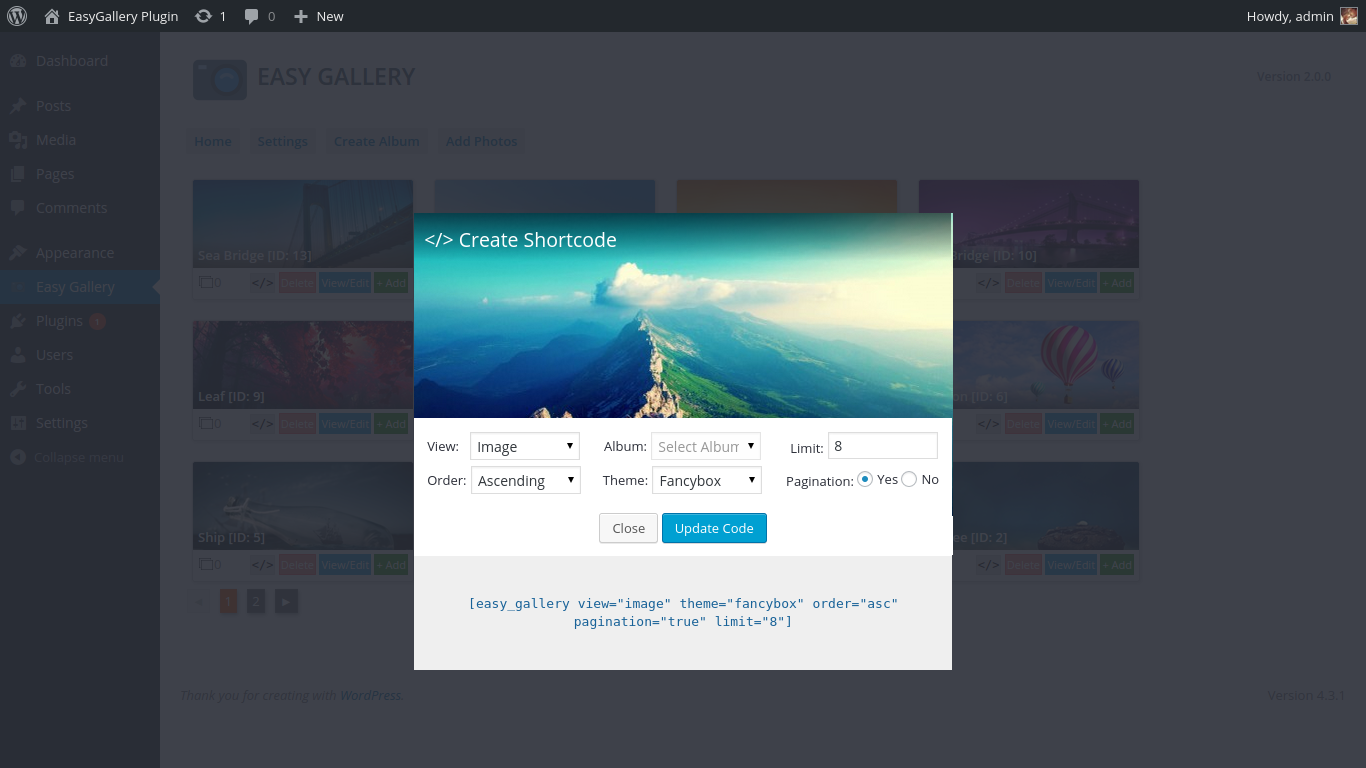 EasyGallery Plugin 1 0 New Howdy, admin
Dashboard
Posts
Media
Pages
Comments
Appearance
Easy Gallery
Plugins 1
Users
Tools
Settings
Collapse menu
EASY GALLERY
Version 2.0.0
Home Settings Create Album Add Photos
Sea Bridge [ID: 13]
0 </> Delete View/Edit + Add
Bridge [ID: 10]
</> Delete View/Edit + Add
Leaf [ID: 9]
0 </> Delete View/Edit + Add
on [ID: 6]
</> Delete View/Edit + Add
Ship [ID: 5]
0 </> Delete View/Edit + Add
ee [ID: 2]
</> Delete View/Edit + Add
1 2
</> Create Shortcode
View: Image Album: Select Album Limit: 8
Order: Ascending Theme: Fancybox Pagination: Yes No
Close Update Code
[easy_gallery view="image" theme="fancybox" order="asc"
pagination="true" limit="8"]
Thank you for creating with WordPress.
Version 4.3.1